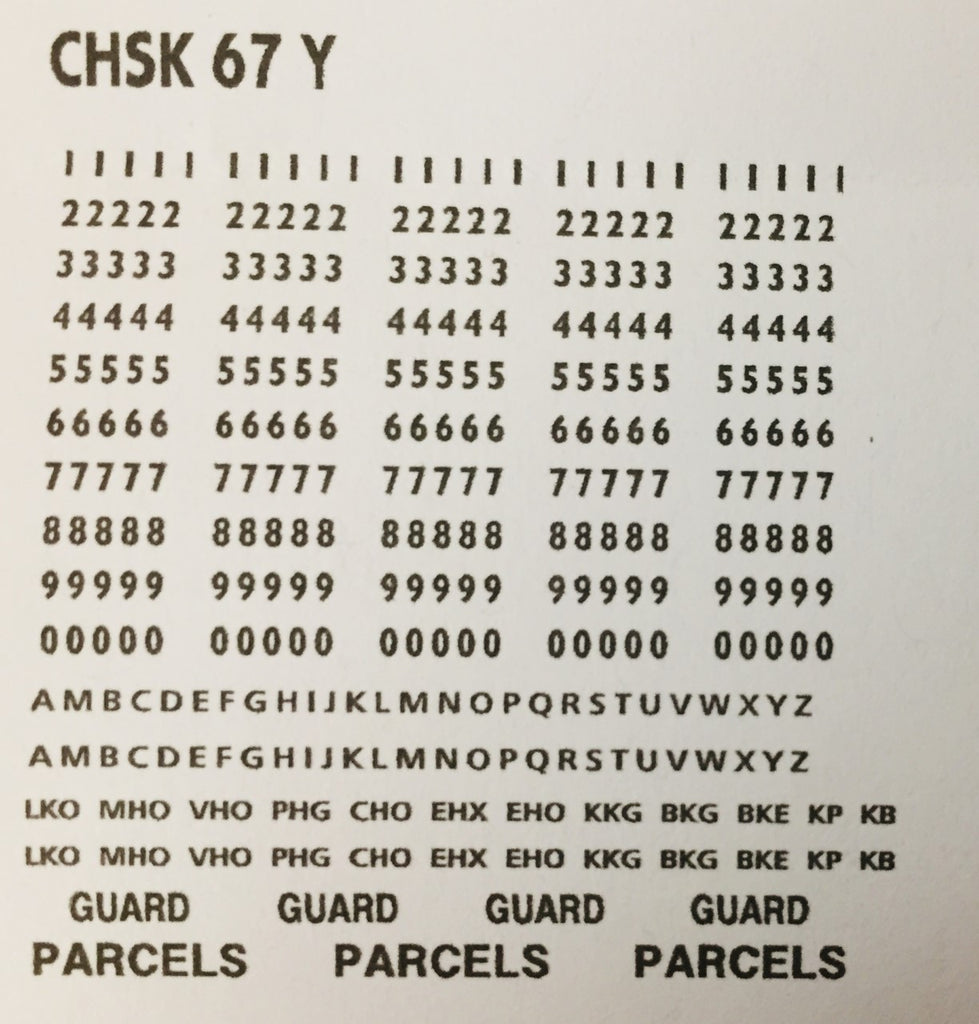 CHSK 67 Y
IIIII IIIII IIIII IIIII IIIII
22222 22222 22222 22222 22222
33333 33333 33333 33333 33333
44444 44444 44444 44444 44444
55555 55555 55555 55555 55555
66666 66666 66666 66666 66666
77777 77777 77777 77777 77777
88888 88888 88888 88888 88888
99999 99999 99999 99999 99999
00000 00000 00000 00000 00000
AMBCDEFGHIJKLMNOPQRSTUVWXYZ
AMBCDEFGHIJKLMNOPQRSTUVWXYZ
LKO MHO VHO PHG CHO EHX EHO KKG BKG BKE KP KB
LKO MHO VHO PHG CHO EHX EHO KKG BKG BKE KP KB
GUARD GUARD GUARD GUARD
PARCELS PARCELS PARCELS